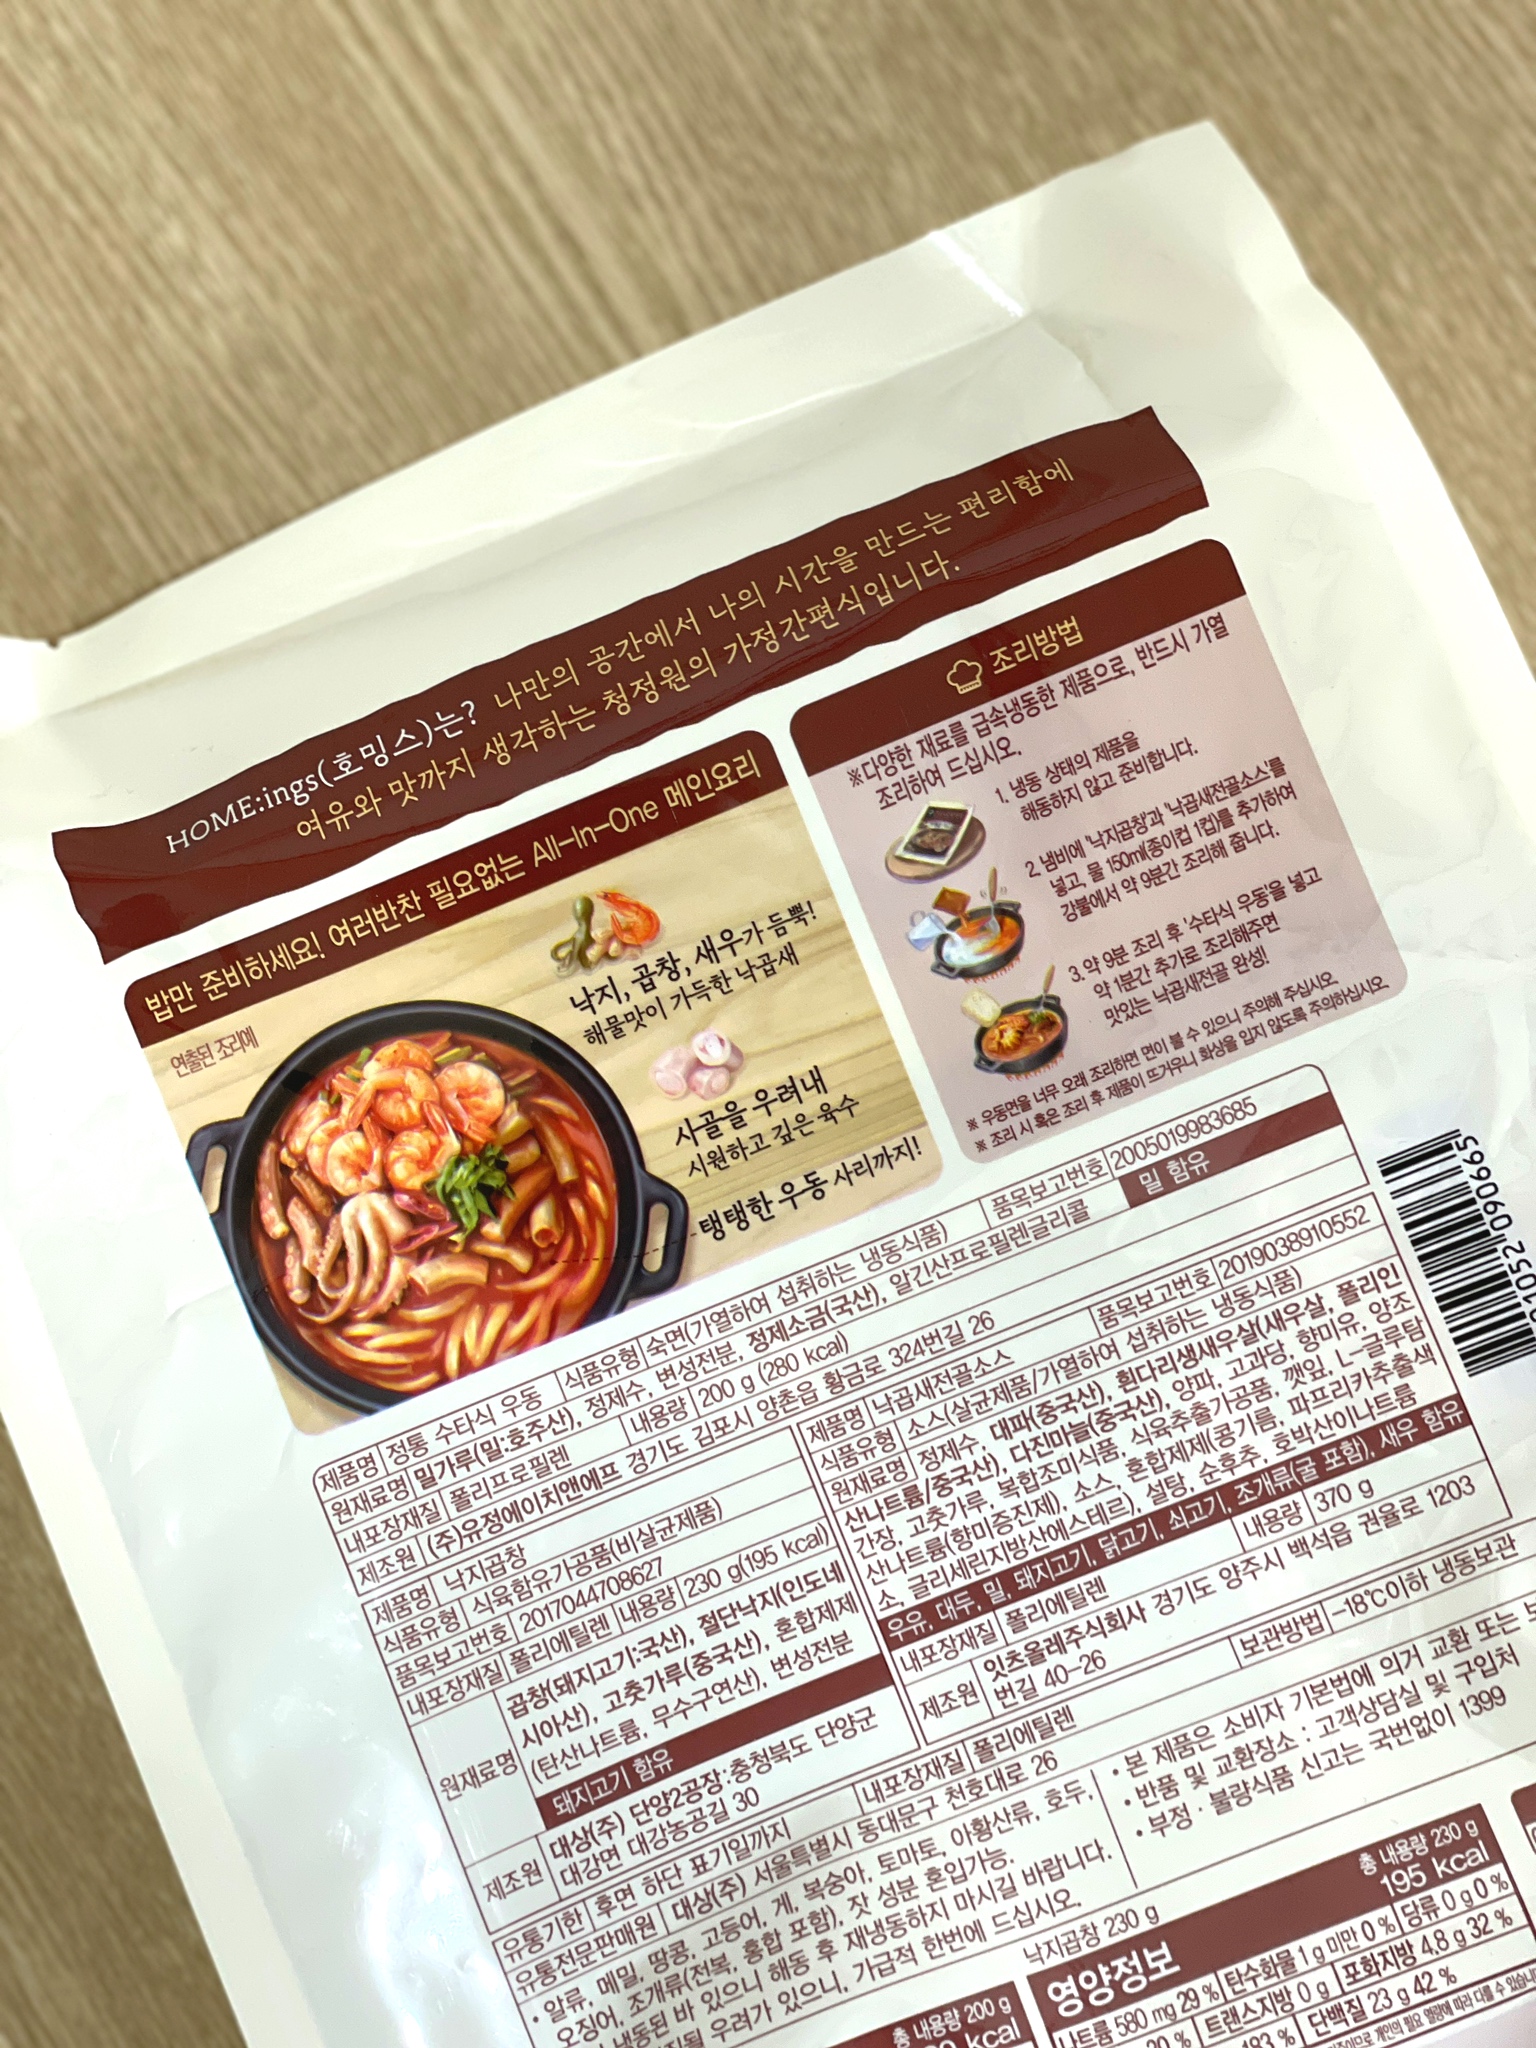 HOME:ings(호밍스)는? 나만의 공간에서 나의 시간을 만드는 편리함에
여유와 맛까지 생각하는 청정원의 가정간편식입니다.
밥만 준비하세요! 여러반찬 필요없는 All-In-One 메인요리
연출된 조리예
낙지, 곱창, 새우가 듬뿍!
해물맛이 가득한 낙곱새
사골을 우려내
시원하고 깊은 육수
탱탱한 우동 사리까지!
조리방법
※다양한 재료를 급속냉동한 제품으로, 반드시 가열
조리하여 드십시오.
1. 냉동 상태의 제품을
해동하지 않고 준비합니다.
2. 냄비에 '낙지곱창'과 '낙곱새전골소스'를
넣고, 물 150ml(종이컵 1컵)를 추가하여
강불에서 약 9분간 조리해 줍니다.
3. 약 9분 조리 후 '수타식 우동'을 넣고
약 1분간 추가로 조리해주면
맛있는 낙곱새전골 완성!
※ 우동면을 너무 오래 조리하면 면이 불 수 있으니 주의해 주십시오.
※ 조리 시 혹은 조리 후 제품이 뜨거우니 화상을 입지 않도록 주의하십시오.
제품명 정통 수타식 우동 식품유형 숙면(가열하여 섭취하는 냉동식품) 품목보고번호 2005019983685
원재료명 밀가루(밀:호주산), 정제수, 변성전분, 정제소금(국산), 알긴산프로필렌글리콜 밀 함유
내포장재질 폴리프로필렌 내용량 200 g (280 kcal)
제조원 (주)유정에이치앤에프 경기도 김포시 양촌읍 황금로 324번길 26
제품명 낙지곱창
식품유형 식육함유가공품(비살균제품)
품목보고번호 2017044708627
내포장재질 폴리에틸렌 내용량 230 g(195 kcal)
원재료명 곱창(돼지고기:국산), 절단낙지(인도네
시아산), 고춧가루(중국산), 혼합제제
(탄산나트륨, 무수구연산), 변성전분
돼지고기 함유
제조원 대상(주) 단양2공장:충청북도 단양군
대강면 대강농공길 30
제품명 낙곱새전골소스 품목보고번호 2019038910552
식품유형 소스(살균제품/가열하여 섭취하는 냉동식품)
원재료명 정제수, 대파(중국산), 흰다리생새우살(새우살, 폴리인
산나트륨/중국산), 다진마늘(중국산), 양파, 고과당, 향미유, 양조
간장, 고춧가루, 복합조미식품, 식육추출가공품, 깻잎, L-글루탐
산나트륨(향미증진제), 소스, 혼합제제(콩기름, 파프리카추출색
소, 글리세린지방산에스테르), 설탕, 순후추, 호박산이나트륨
우유, 대두, 밀, 돼지고기, 닭고기, 쇠고기, 조개류(굴 포함), 새우 함유
내포장재질 폴리에틸렌 내용량 370 g
제조원 잇츠올레주식회사 경기도 양주시 백석읍 권율로 1203
번길 40-26
유통기한 후면 하단 표기일까지 내포장재질 폴리에틸렌 보관방법 -18℃이하 냉동보관
유통전문판매원 대상(주) 서울특별시 동대문구 천호대로 26
• 알류, 메밀, 땅콩, 고등어, 게, 복숭아, 토마토, 아황산류, 호두,
오징어, 조개류(전복, 홍합 포함), 잣 성분 혼입가능.
냉동된 바 있으니 해동 후 재냉동하지 마시길 바랍니다.
우려가 있으니, 가급적 한번에 드십시오.
• 본 제품은 소비자 기본법에 의거 교환 또는
• 반품 및 교환장소 : 고객상담실 및 구입처
• 부정 · 불량식품 신고는 국번없이 1399
총 내용량 200 g
kcal
낙지곱창 230 g
영양정보
총 내용량 230 g
195 kcal
나트륨 580 mg 29 % 탄수화물 1 g 미만 0 % 당류 0 g 0 %
트랜스지방 0 g 포화지방 4.8 g 32 %
단백질 23 g 42 %